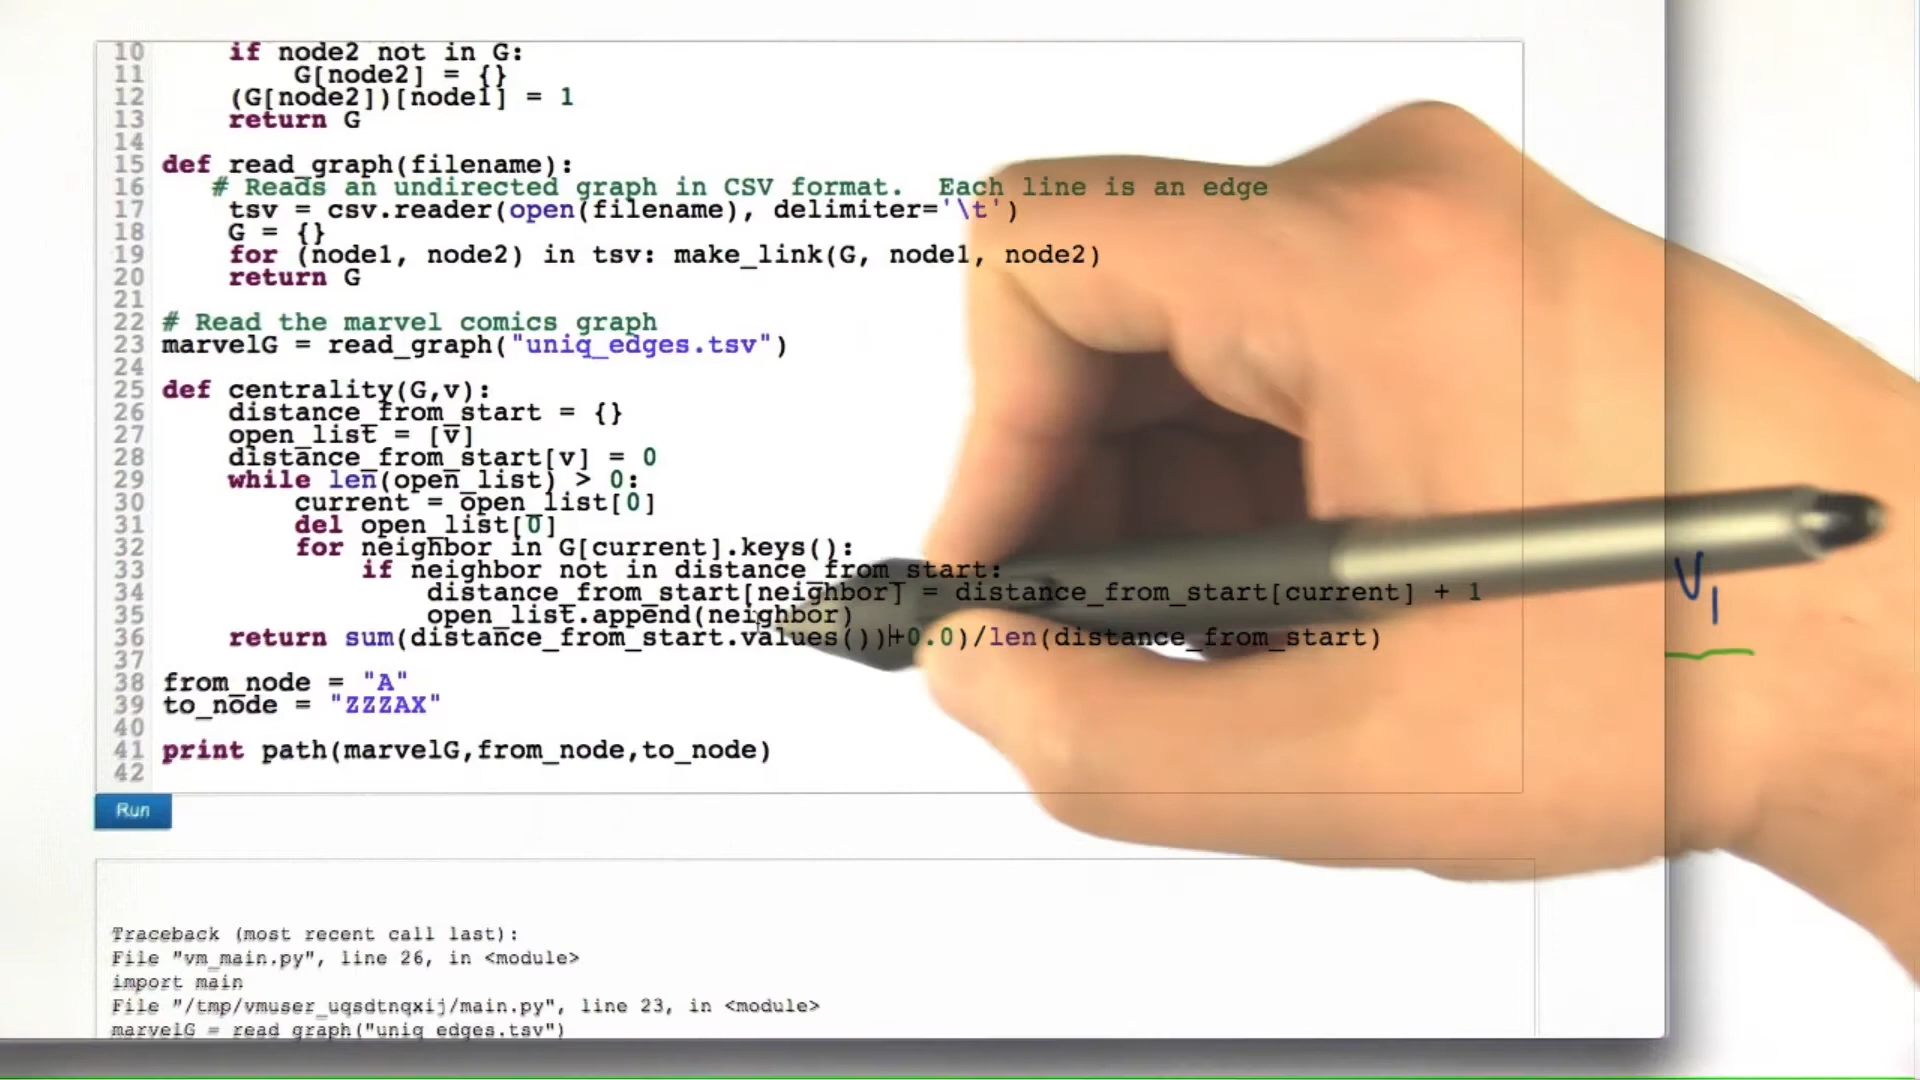 10 if node2 not in G:
11 G[node2] = {}
12 (G[node2])[node1] = 1
13 return G
14
15 def read_graph(filename):
16 # Reads an undirected graph in CSV format. Each line is an edge
17 tsv = csv.reader(open(filename), delimiter='\t')
18 G = {}
19 for (node1, node2) in tsv: make_link(G, node1, node2)
20 return G
21
22 # Read the marvel comics graph
23 marvelG = read_graph("uniq_edges.tsv")
24
25 def centrality(G,v):
26 distance_from_start = {}
27 open_list = [v]
28 distance_from_start[v] = 0
29 while len(open_list) > 0:
30 current = open_list[0]
31 del open_list[0]
32 for neighbor in G[current].keys():
33 if neighbor not in distance_from_start:
34 distance_from_start[neighbor] = distance_from_start[current] + 1
35 open_list.append(neighbor)
36 return sum(distance_from_start.values())+0.0)/len(distance_from_start)
37
38 from_node = "A"
39 to_node = "ZZZAX"
40
41 print path(marvelG,from_node,to_node)
42
V1
Run
Traceback (most recent call last):
File "vm_main.py", line 26, in <module>
import main
File "/tmp/vmuser_uqsdtnqxij/main.py", line 23, in <module>
marvelG = read_graph("uniq_edges.tsv")